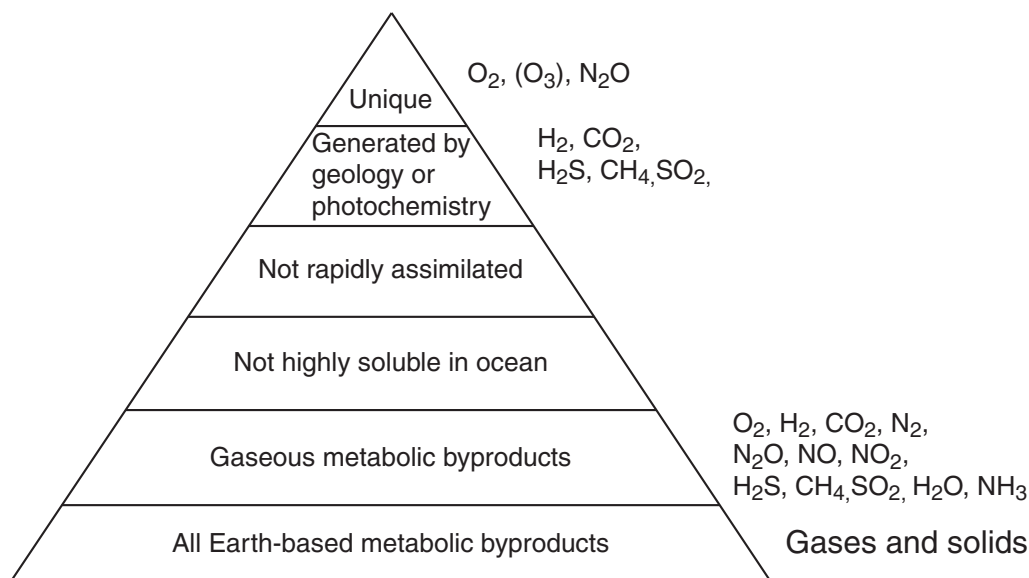 O₂, (O₃), N₂O
Unique
H₂, CO₂,
H₂S, CH₄,SO₂,
Generated by
geology or
photochemistry
Not rapidly assimilated
Not highly soluble in ocean
O₂, H₂, CO₂, N₂,
N₂O, NO, NO₂,
H₂S, CH₄,SO₂, H₂O, NH₃
Gaseous metabolic byproducts
All Earth-based metabolic byproducts
Gases and solids